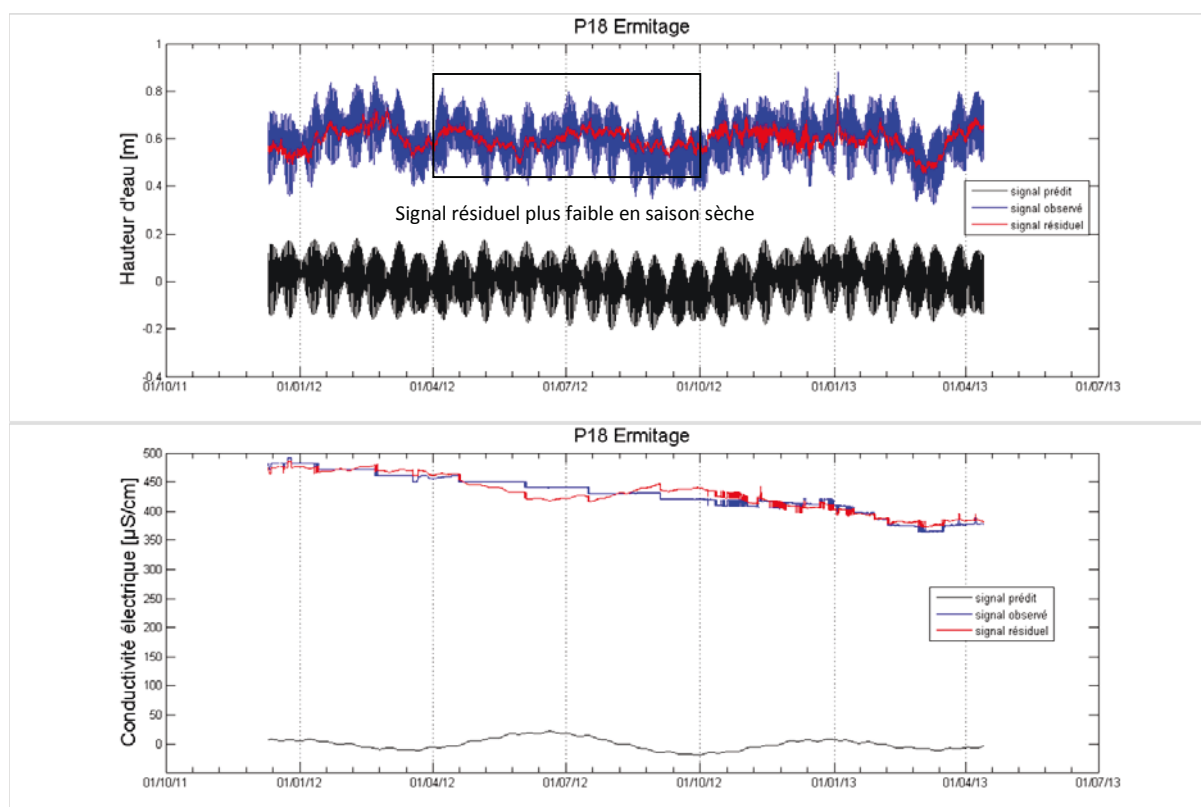 P18 Ermitage
Hauteur d'eau [m]
1
0.8
0.6
0.4
0.2
0
-0.2
-0.4
Signal résiduel plus faible en saison sèche
signal prédit
signal observé
signal résiduel
01/10/11 01/01/12 01/04/12 01/07/12 01/10/12 01/01/13 01/04/13 01/07/13
P18 Ermitage
Conductivité électrique [µS/cm]
500
450
400
350
300
250
200
150
100
50
0
-50
signal prédit
signal observé
signal résiduel
01/10/11 01/01/12 01/04/12 01/07/12 01/10/12 01/01/13 01/04/13 01/07/13